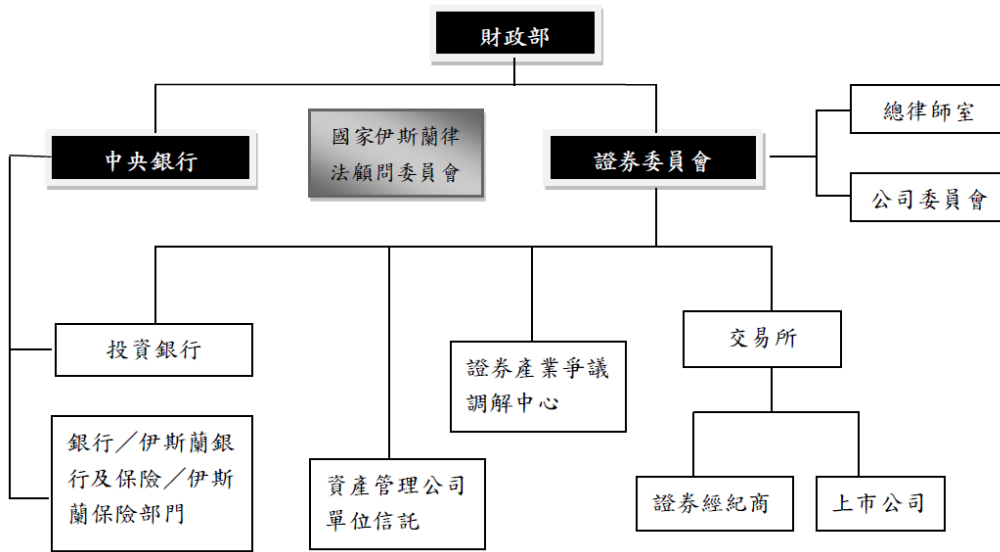 財政部
總律師室
國家伊斯蘭律
法顧問委員會
中央銀行
證券委員會
公司委員會
投資銀行
交易所
證券產業爭議
調解中心
銀行／伊斯蘭銀
行及保險／伊斯
蘭保險部門
資產管理公司
單位信託
證券經紀商
上市公司